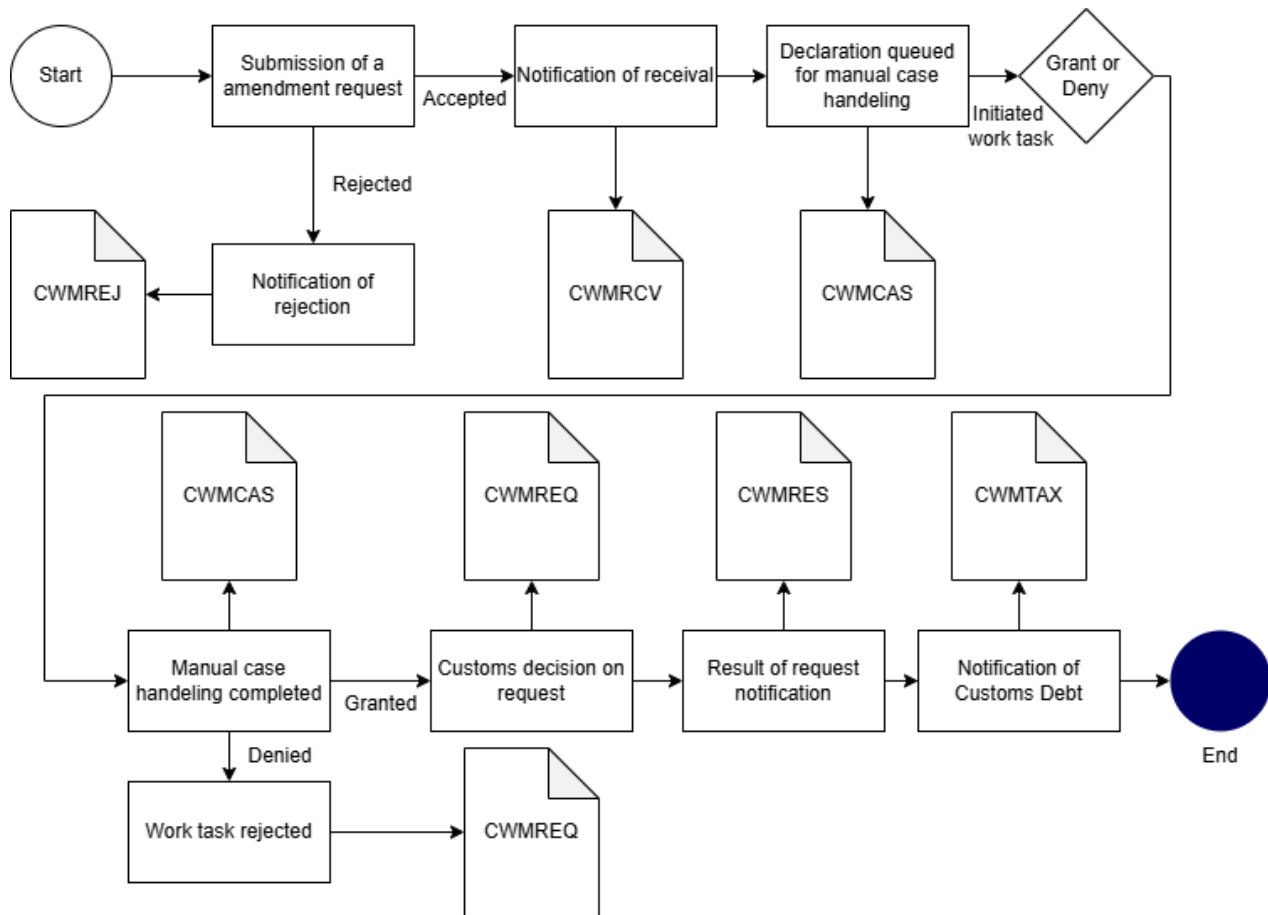 Start
Submission of a
amendment request
Accepted
Notification of receival
Declaration queued
for manual case
handeling
Initiated
work task
Grant or
Deny
Rejected
CWMREJ
Notification of
rejection
CWMRCV
CWMCAS
CWMCAS
CWMREQ
CWMRES
CWMTAX
Manual case
handeling completed
Granted
Customs decision on
request
Result of request
notification
Notification of
Customs Debt
End
Denied
Work task rejected
CWMREQ